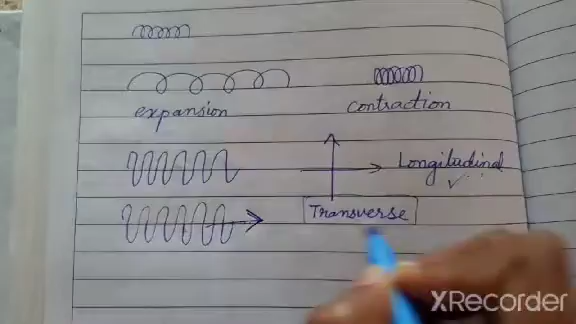 expansion
contraction
Longitudinal
Transverse
XRecorder